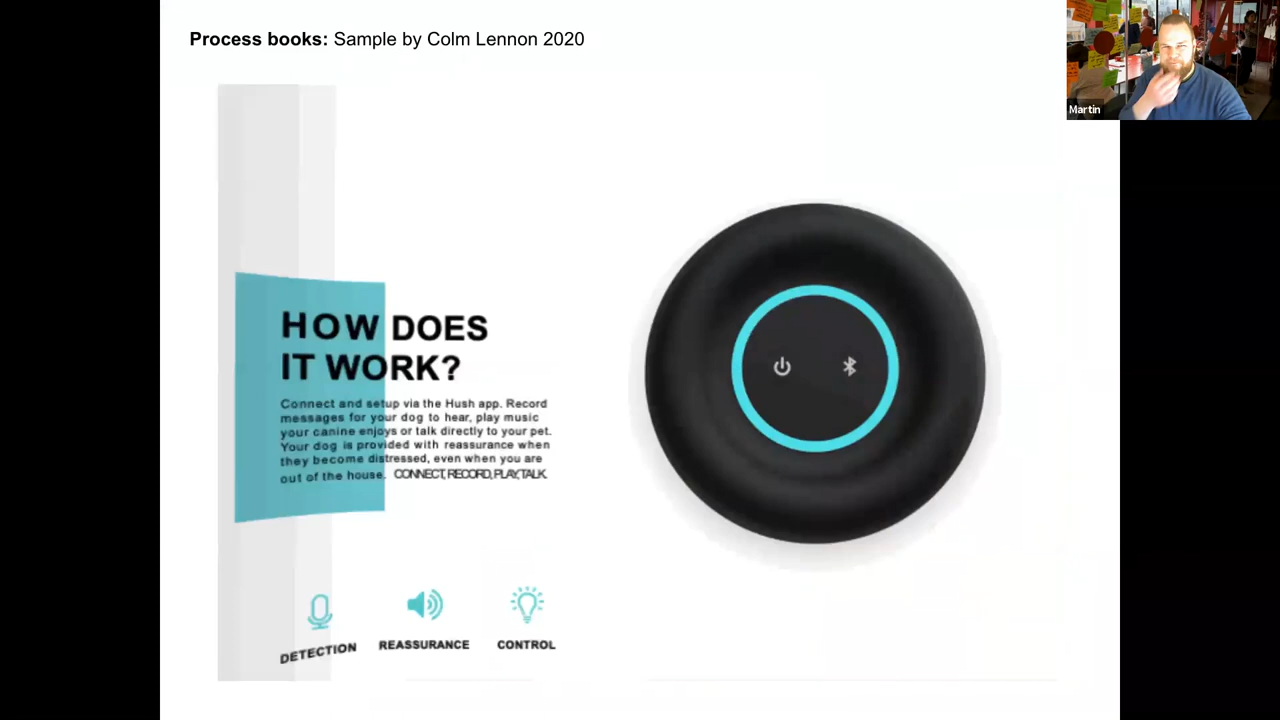 Process books: Sample by Colm Lennon 2020
Martin
HOW DOES
IT WORK?
Connect and setup via the Hush app. Record
messages for your dog to hear, play music
your canine enjoys or talk directly to your pet.
Your dog is provided with reassurance when
they become distressed, even when you are
out of the house. CONNECT, RECORD, PLAY, TALK.
DETECTION
REASSURANCE
CONTROL